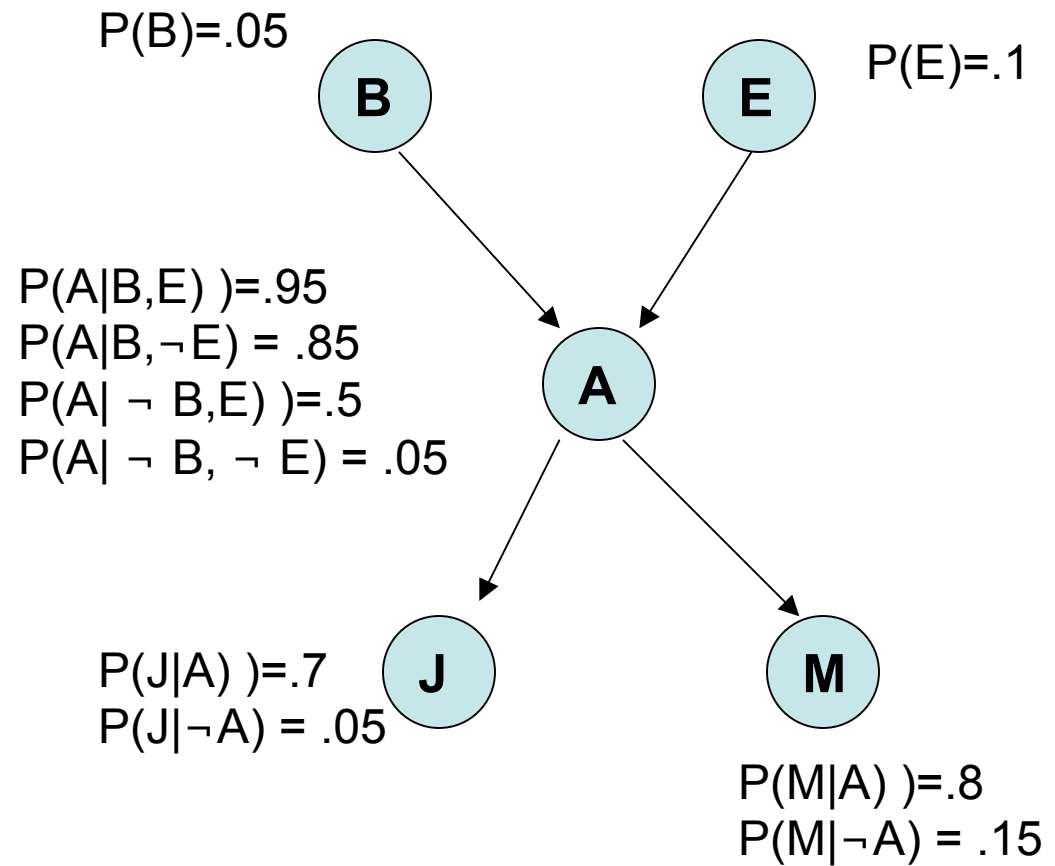 P(B)=.05
P(E)=.1
B
E
P(A|B,E) )=.95
P(A|B,¬E) = .85
P(A| ¬ B,E) )=.5
P(A| ¬ B, ¬ E) = .05
A
P(J|A) )=.7
P(J|¬A) = .05
J
M
P(M|A) )=.8
P(M|¬A) = .15